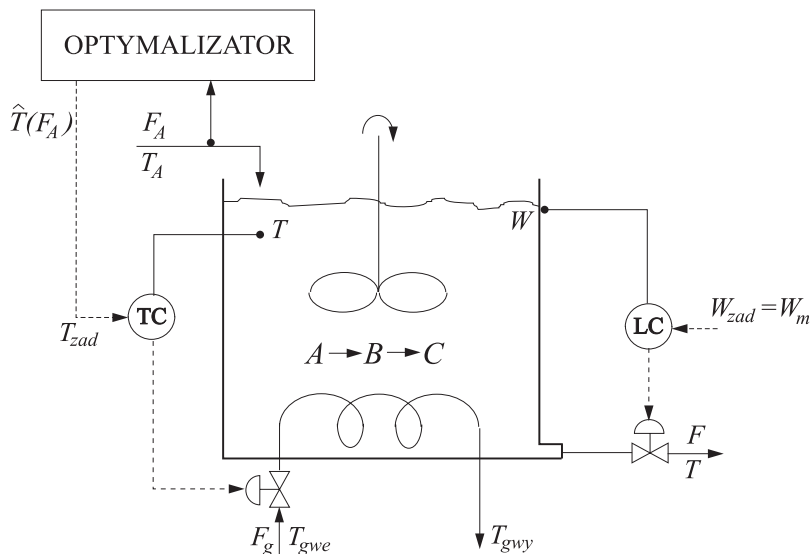 OPTYMALIZATOR
T̂(F_A)
F_A
T_A
T
W
TC
T_zad
W_zad = W_m
LC
A → B → C
F
T
F_g
T_gwe
T_gwy